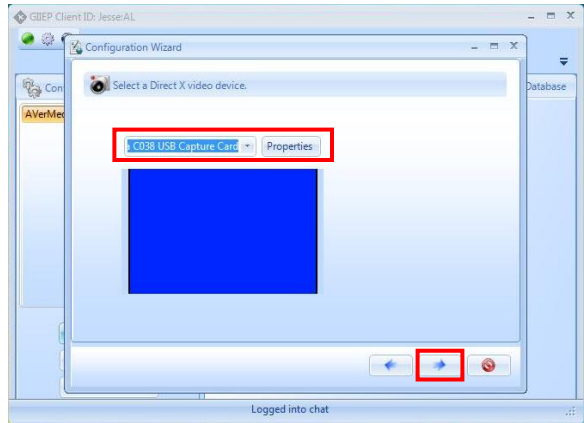 GBEP Client ID: Jesse:AL
Configuration Wizard
Con
Database
Select a Direct X video device.
AVerMed
C038 USB Capture Card
Properties
Logged into chat